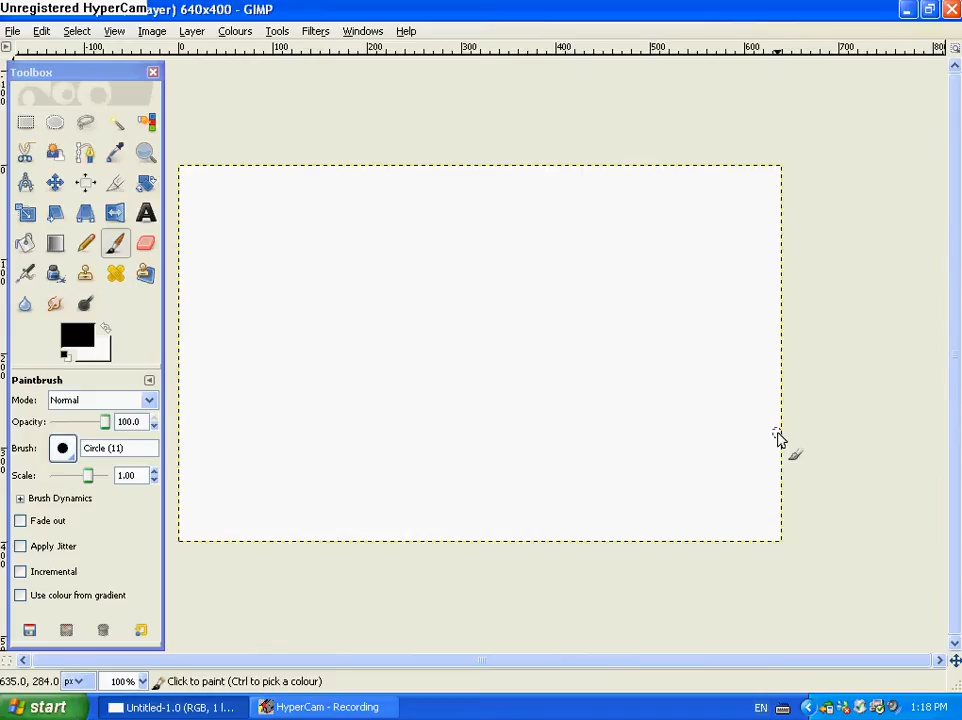 Unregistered HyperCam
ayer) 640x400 - GIMP
File Edit Select View Image Layer Colours Tools Filters Windows Help
-100 0 100 200 300 400 500 600 700 800
Toolbox
Paintbrush
Mode: Normal
Opacity: 100.0
Brush: Circle (11)
Scale: 1.00
Brush Dynamics
Fade out
Apply Jitter
Incremental
Use colour from gradient
635.0, 284.0 px 100% Click to paint (Ctrl to pick a colour)
start Untitled-1.0 (RGB, 1 l... HyperCam - Recording EN 1:18 PM